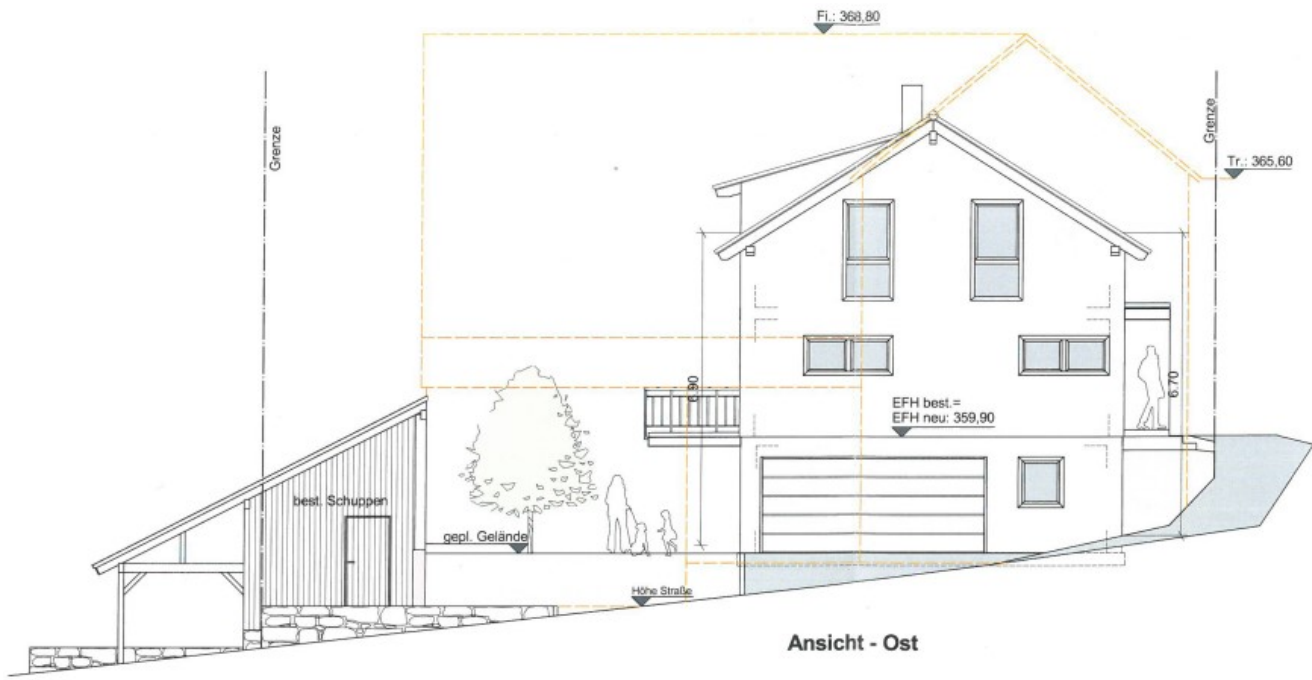 Fi.: 368,80
Grenze
Grenze
Tr.: 365,60
6.90
6.70
EFH best.=
EFH neu: 359,90
best. Schuppen
gepl. Gelände
Höhe Straße
Ansicht - Ost